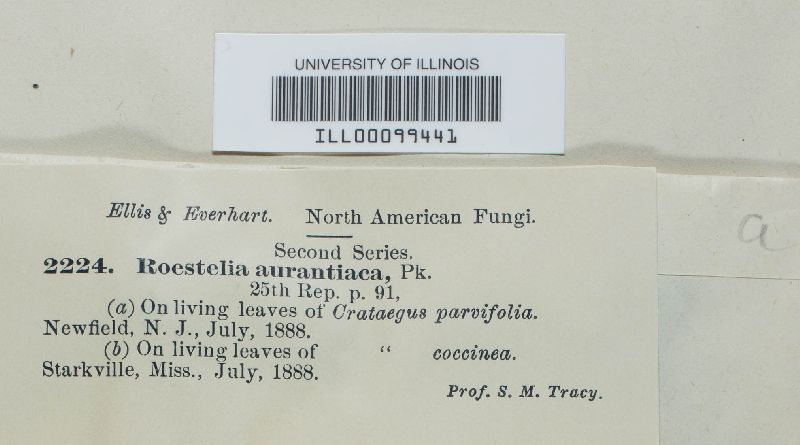 UNIVERSITY OF ILLINOIS
ILL00099441
Ellis & Everhart. North American Fungi.
Second Series.
2224. Roestelia aurantiaca, Pk.
25th Rep. p. 91,
(a) On living leaves of Crataegus parvifolia.
Newfield, N. J., July, 1888.
(b) On living leaves of " coccinea.
Starkville, Miss., July, 1888.
Prof. S. M. Tracy.
a